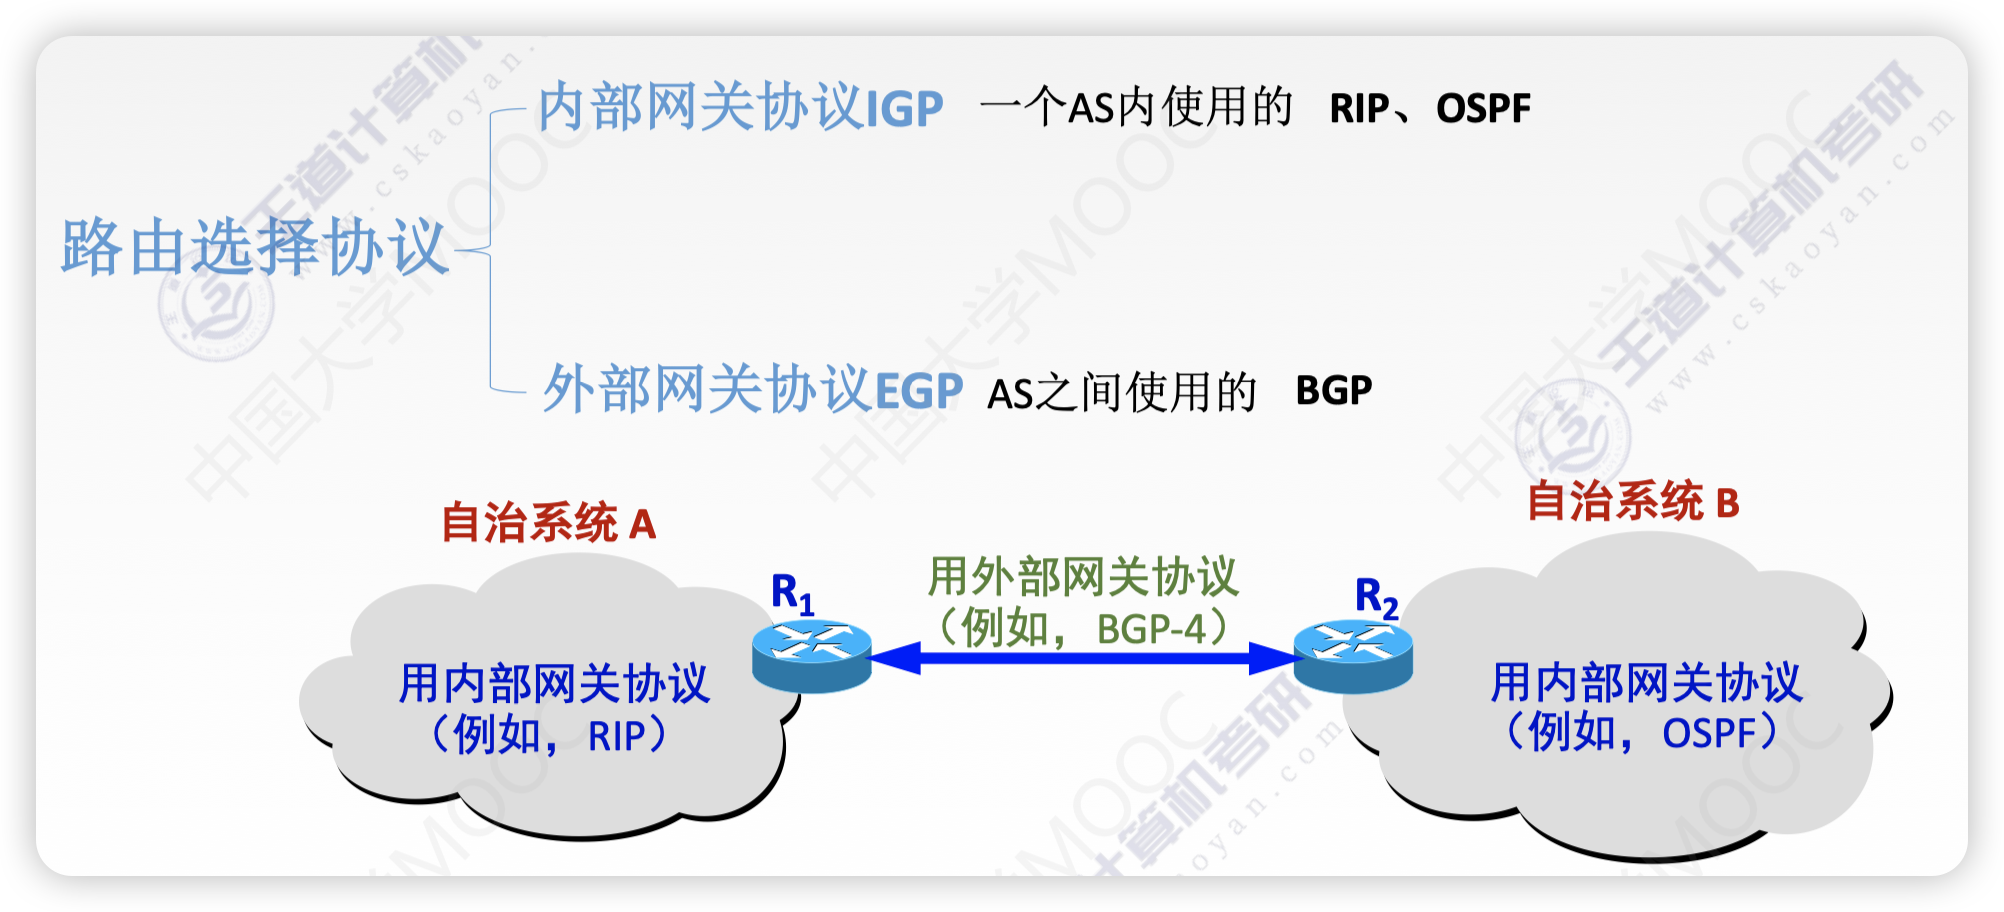 内部网关协议IGP 一个AS内使用的 RIP、OSPF
路由选择协议
外部网关协议EGP AS之间使用的 BGP
自治系统 A
自治系统 B
R1
用外部网关协议
（例如，BGP-4）
R2
用内部网关协议
（例如，RIP）
用内部网关协议
（例如，OSPF）
王道计算机考研
www.cskaoyan.com
中国大学MOOC